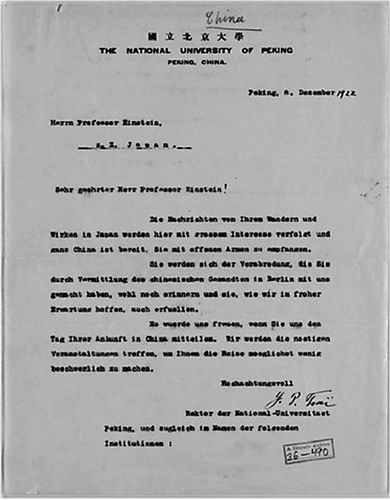 China
國立北京大學
THE NATIONAL UNIVERSITY OF PEKING
PEKING, CHINA.
Peking, 8. Dezember 1922
Herrn Professor Einstein,
z.Z. Japan.
Sehr geehrter Herr Professor Einstein!
Die Nachrichten von Ihrem Wandern und
Wirken in Japan werden hier mit grossem Interesse verfolgt und
ganz China ist bereit, Sie mit offenen Armen zu empfangen.
Sie werden sich der Verabredung, die Sie
durch Vermittlung des chinesischen Gesandten in Berlin mit uns
gemacht haben, wohl noch erinnern und sie, wie wir in froher
Erwartung hoffen, auch erfuellen.
Es wuerde uns freuen, wenn Sie uns den
Tag Ihrer Ankunft in China mitteilen. Wir werden die noetigen
Veranstaltungen treffen, um Ihnen die Reise moeglichst wenig
beschwerlich zu machen.
Hochachtungsvoll
Y. P. Tsai
Rektor der National-Universitaet
Peking, und zugleich im Namen der folgenden
Institutionen :
36-490